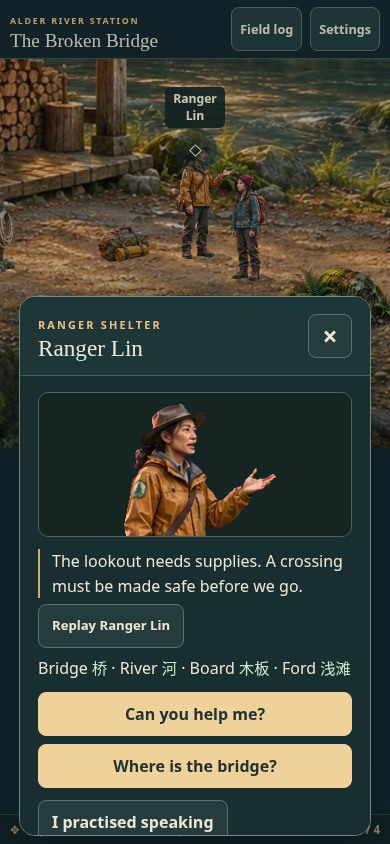 ALDER RIVER STATION
The Broken Bridge
Field log
Settings
Ranger
Lin
RANGER SHELTER
Ranger Lin
×
The lookout needs supplies. A crossing
must be made safe before we go.
Replay Ranger Lin
Bridge 桥 · River 河 · Board 木板 · Ford 浅滩
Can you help me?
Where is the bridge?
I practised speaking
/ 4